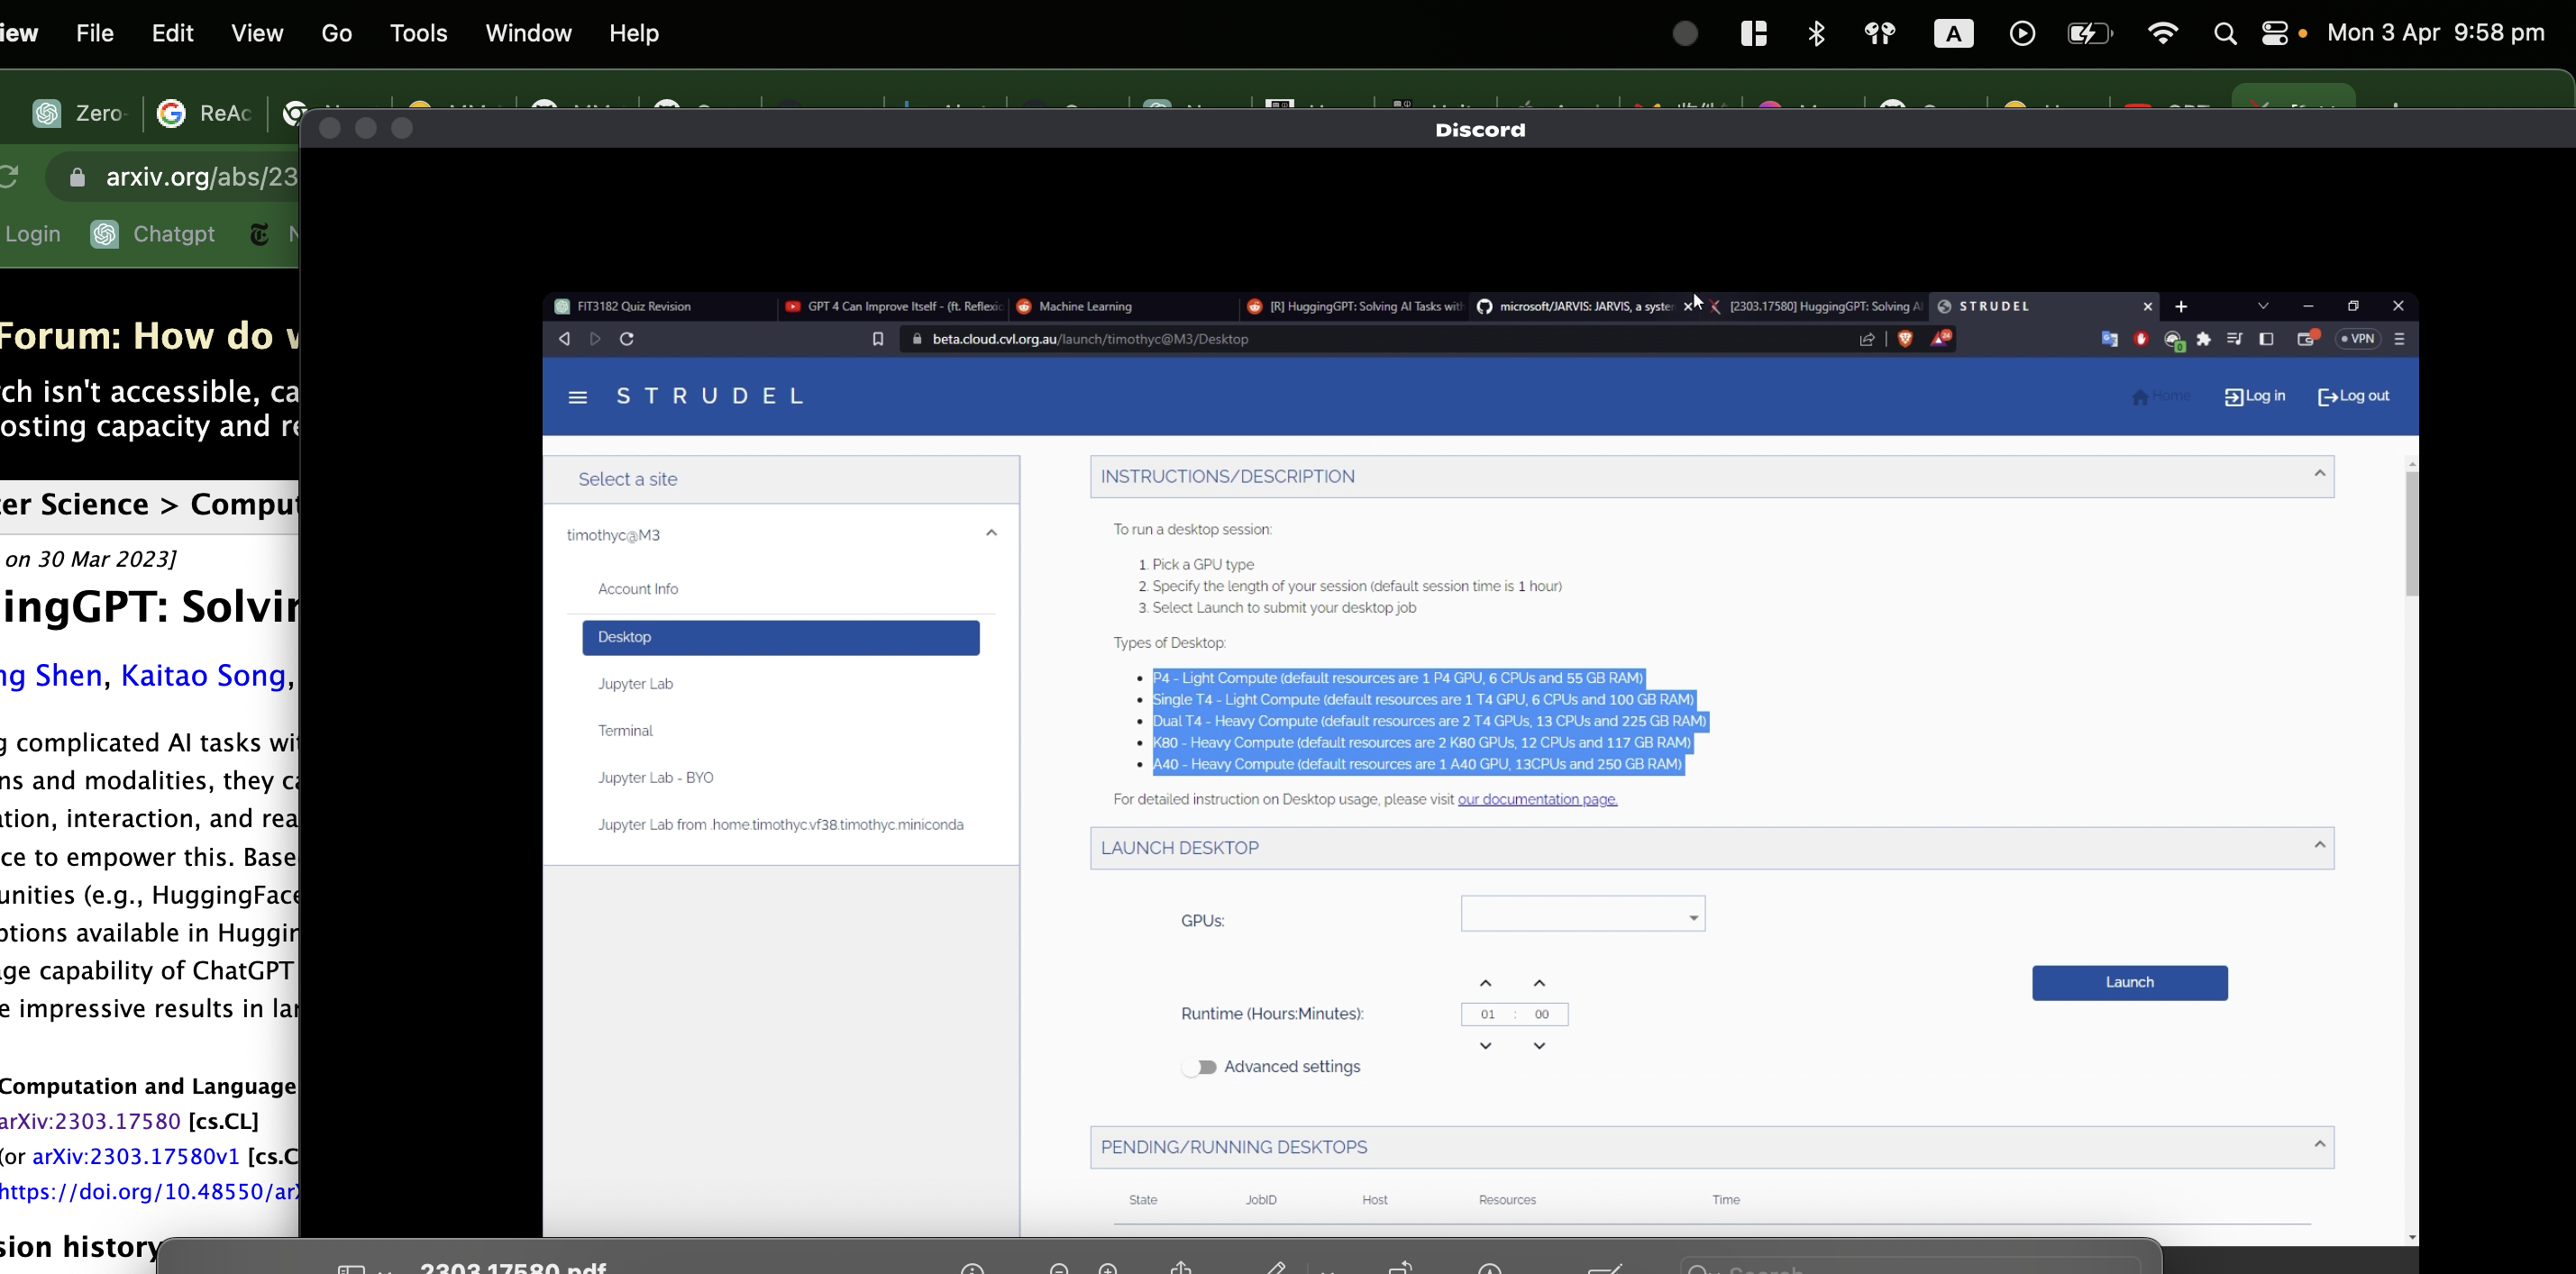 iew File Edit View Go Tools Window Help
A
Mon 3 Apr 9:58 pm
Zero-
ReAc
Discord
arxiv.org/abs/23
Login Chatgpt N
Forum: How do w
rch isn't accessible, ca
osting capacity and re
ter Science > Comput
on 30 Mar 2023]
ingGPT: Solvin
ng Shen, Kaitao Song,
g complicated AI tasks wit
ns and modalities, they ca
ation, interaction, and rea
ce to empower this. Base
unities (e.g., HuggingFace
ptions available in Huggin
age capability of ChatGPT
e impressive results in lan
Computation and Language
arXiv:2303.17580 [cs.CL]
(or arXiv:2303.17580v1 [cs.C
https://doi.org/10.48550/arX
sion history
FIT3182 Quiz Revision
GPT 4 Can Improve Itself - (ft. Reflexio
Machine Learning
[R] HuggingGPT: Solving AI Tasks with
microsoft/JARVIS: JARVIS, a system
[2303.17580] HuggingGPT: Solving AI
STRUDEL
beta.cloud.cvl.org.au/launch/timothyc@M3/Desktop
VPN
STRUDEL
Home
Log in
Log out
Select a site
timothyc@M3
Account Info
Desktop
Jupyter Lab
Terminal
Jupyter Lab - BYO
Jupyter Lab from .home.timothyc.vf38.timothyc.miniconda
INSTRUCTIONS/DESCRIPTION
To run a desktop session:
1. Pick a GPU type
2. Specify the length of your session (default session time is 1 hour)
3. Select Launch to submit your desktop job
Types of Desktop:
P4 - Light Compute (default resources are 1 P4 GPU, 6 CPUs and 55 GB RAM)
Single T4 - Light Compute (default resources are 1 T4 GPU, 6 CPUs and 100 GB RAM)
Dual T4 - Heavy Compute (default resources are 2 T4 GPUs, 13 CPUs and 225 GB RAM)
K80 - Heavy Compute (default resources are 2 K80 GPUs, 12 CPUs and 117 GB RAM)
A40 - Heavy Compute (default resources are 1 A40 GPU, 13CPUs and 250 GB RAM)
For detailed instruction on Desktop usage, please visit our documentation page.
LAUNCH DESKTOP
GPUs:
Runtime (Hours:Minutes):
01 : 00
Launch
Advanced settings
PENDING/RUNNING DESKTOPS
State JobID Host Resources Time
2303.17580.pdf
Search